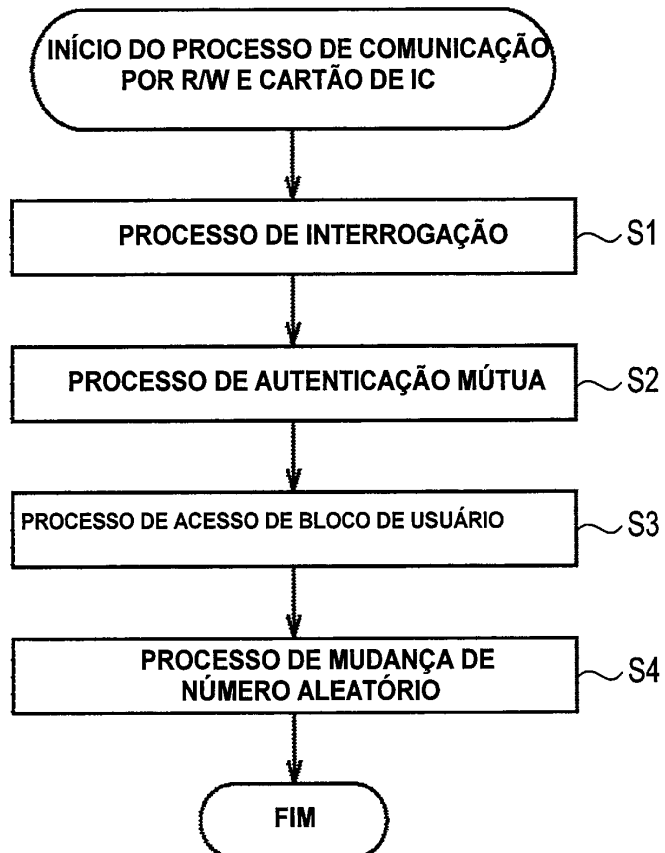 INÍCIO DO PROCESSO DE COMUNICAÇÃO
POR R/W E CARTÃO DE IC
PROCESSO DE INTERROGAÇÃO
S1
PROCESSO DE AUTENTICAÇÃO MÚTUA
S2
PROCESSO DE ACESSO DE BLOCO DE USUÁRIO
S3
PROCESSO DE MUDANÇA DE
NÚMERO ALEATÓRIO
S4
FIM